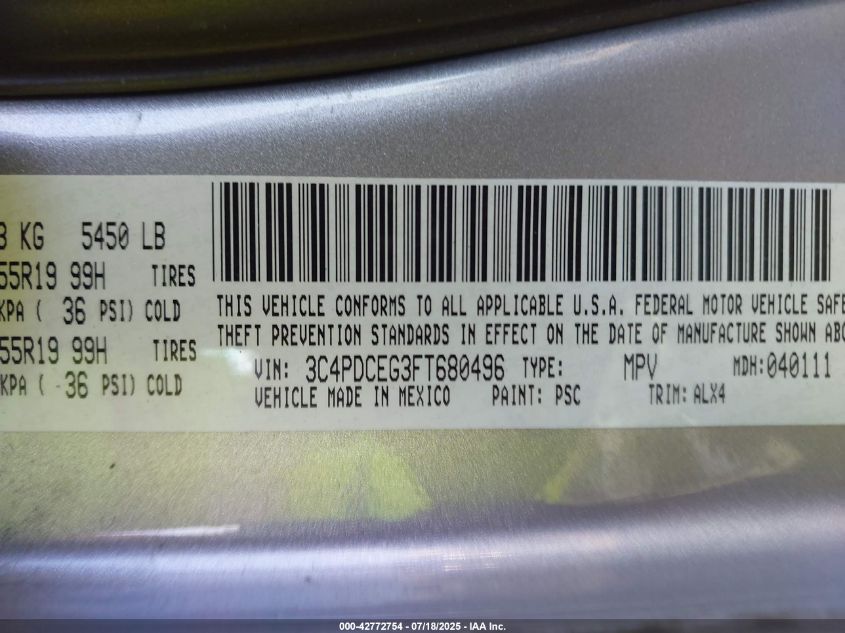 3 KG 5450 LB
55R19 99H TIRES
KPA ( 36 PSI) COLD
55R19 99H TIRES
KPA ( 36 PSI) COLD
THIS VEHICLE CONFORMS TO ALL APPLICABLE U.S.A. FEDERAL MOTOR VEHICLE SAFE
THEFT PREVENTION STANDARDS IN EFFECT ON THE DATE OF MANUFACTURE SHOWN ABO
VIN: 3C4PDCEG3FT680496 TYPE: MPV MDH:040111
VEHICLE MADE IN MEXICO PAINT: PSC TRIM: ALX4
000-42772754 - 07/18/2025 - IAA Inc.